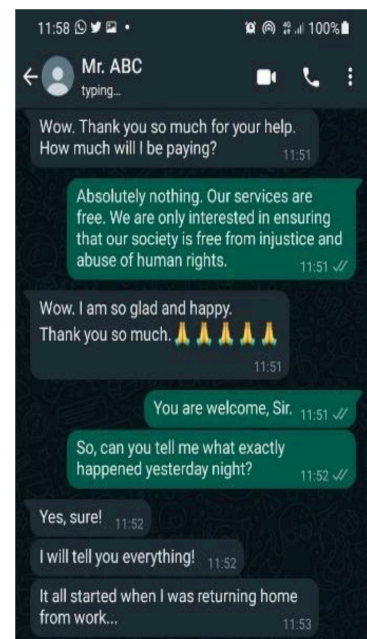 11:58
4G 100%
Mr. ABC
typing...
Wow. Thank you so much for your help.
How much will I be paying?
11:51
Absolutely nothing. Our services are
free. We are only interested in ensuring
that our society is free from injustice and
abuse of human rights.
11:51
Wow. I am so glad and happy.
Thank you so much.🙏🙏🙏🙏🙏
11:51
You are welcome, Sir. 11:51
So, can you tell me what exactly
happened yesterday night?
11:52
Yes, sure! 11:52
I will tell you everything! 11:52
It all started when I was returning home
from work...
11:53